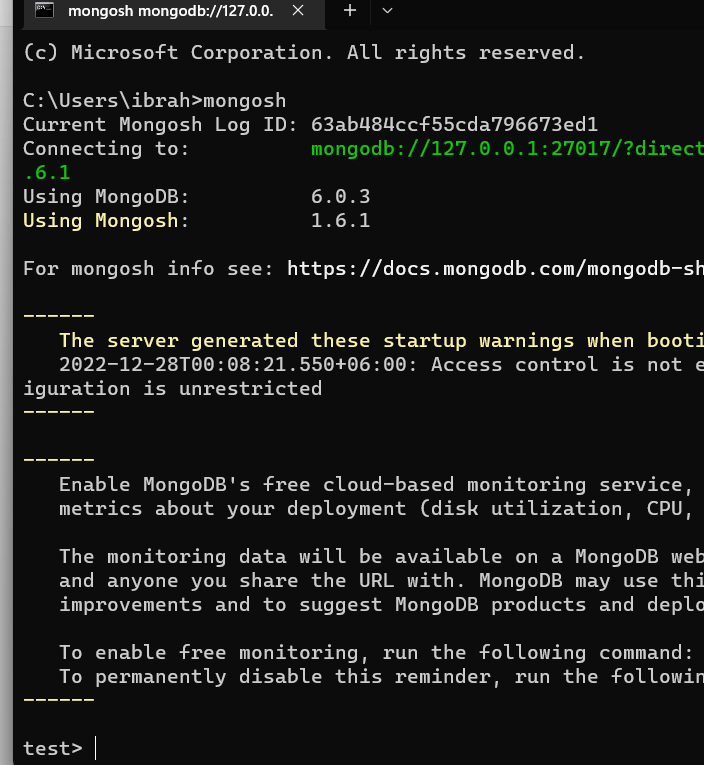 mongosh mongodb://127.0.0.
(c) Microsoft Corporation. All rights reserved.
C:\Users\ibrah>mongosh
Current Mongosh Log ID: 63ab484ccf55cda796673ed1
Connecting to: mongodb://127.0.0.1:27017/?direct
.6.1
Using MongoDB: 6.0.3
Using Mongosh: 1.6.1
For mongosh info see: https://docs.mongodb.com/mongodb-sh
------
The server generated these startup warnings when booti
2022-12-28T00:08:21.550+06:00: Access control is not e
iguration is unrestricted
------
------
Enable MongoDB's free cloud-based monitoring service,
metrics about your deployment (disk utilization, CPU,
The monitoring data will be available on a MongoDB web
and anyone you share the URL with. MongoDB may use thi
improvements and to suggest MongoDB products and deplo
To enable free monitoring, run the following command:
To permanently disable this reminder, run the followin
------
test>